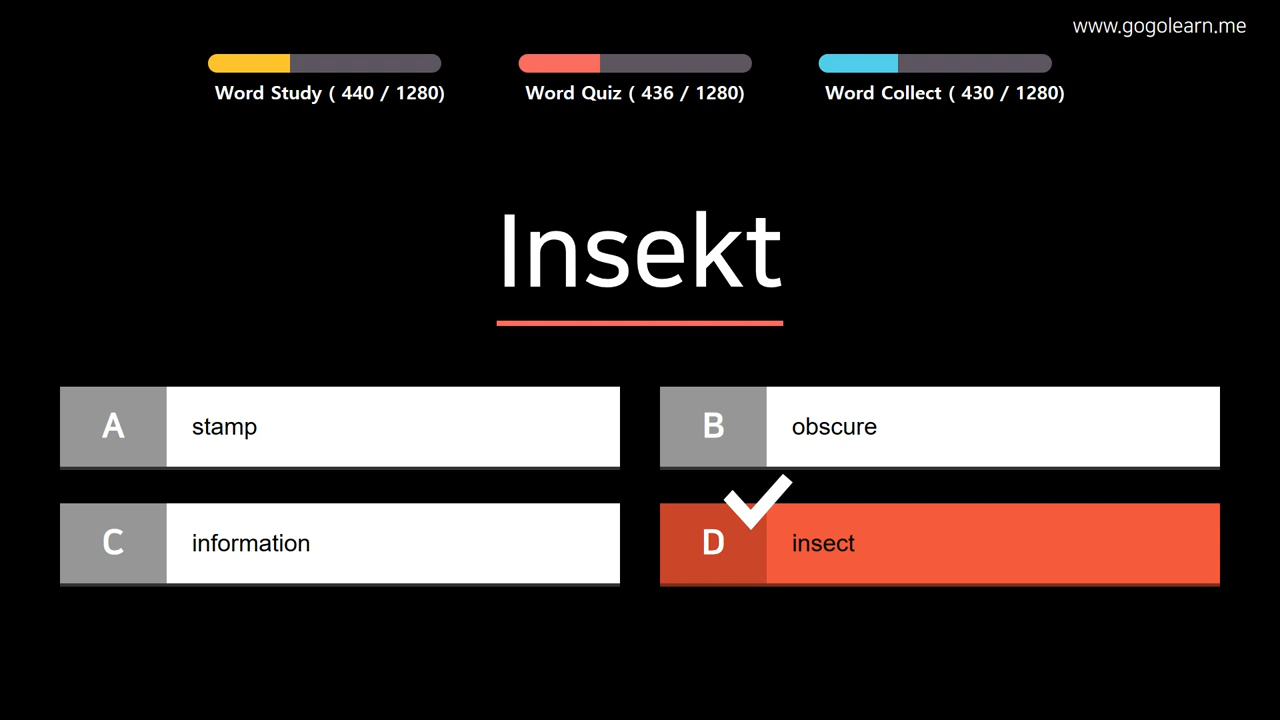 www.gogolearn.me
Word Study ( 440 / 1280)
Word Quiz ( 436 / 1280)
Word Collect ( 430 / 1280)
Insekt
A stamp
B obscure
C information
D insect